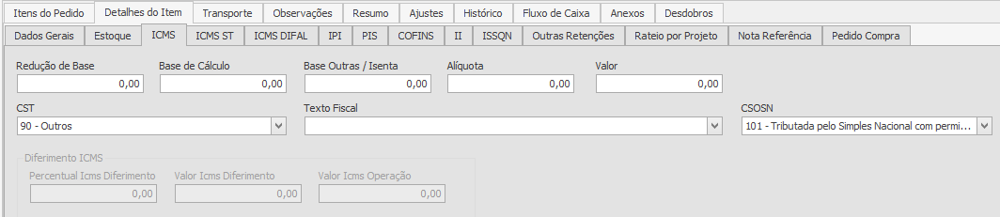 Itens do Pedido Detalhes do Item Transporte Observações Resumo Ajustes Histórico Fluxo de Caixa Anexos Desdobros
Dados Gerais Estoque ICMS ICMS ST ICMS DIFAL IPI PIS COFINS II ISSQN Outras Retenções Rateio por Projeto Nota Referência Pedido Compra
Redução de Base Base de Cálculo Base Outras / Isenta Alíquota Valor
0,00 0,00 0,00 0,00 0,00
CST Texto Fiscal CSOSN
90 - Outros 101 - Tributada pelo Simples Nacional com permi...
Diferimento ICMS
Percentual Icms Diferimento Valor Icms Diferimento Valor Icms Operação
0,00 0,00 0,00